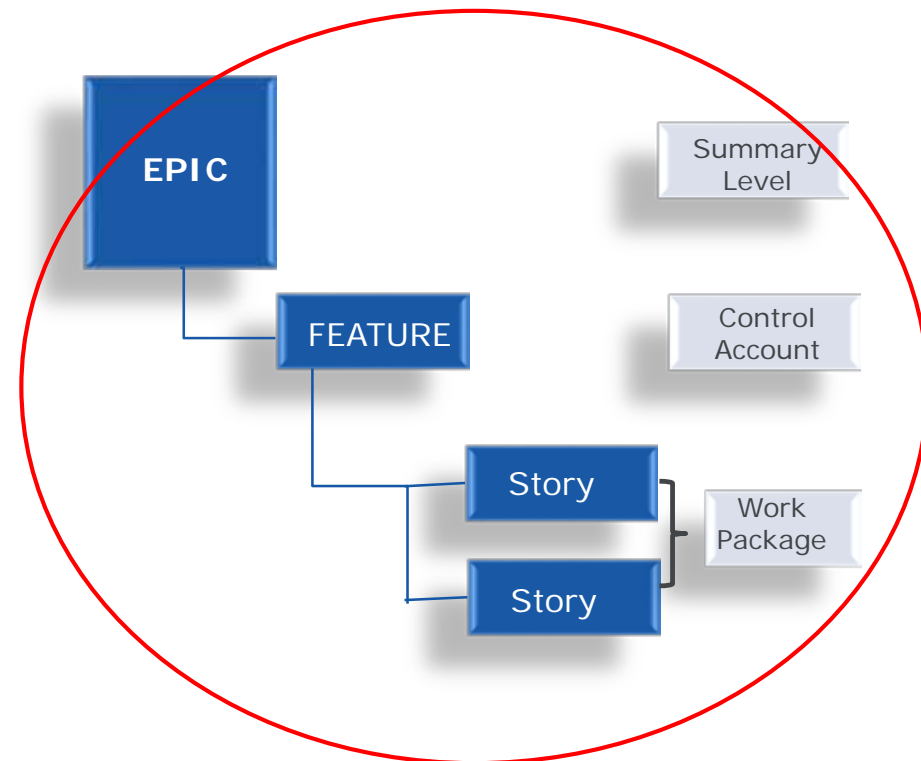 EPIC
Summary
Level
FEATURE
Control
Account
Story
Work
Package
Story